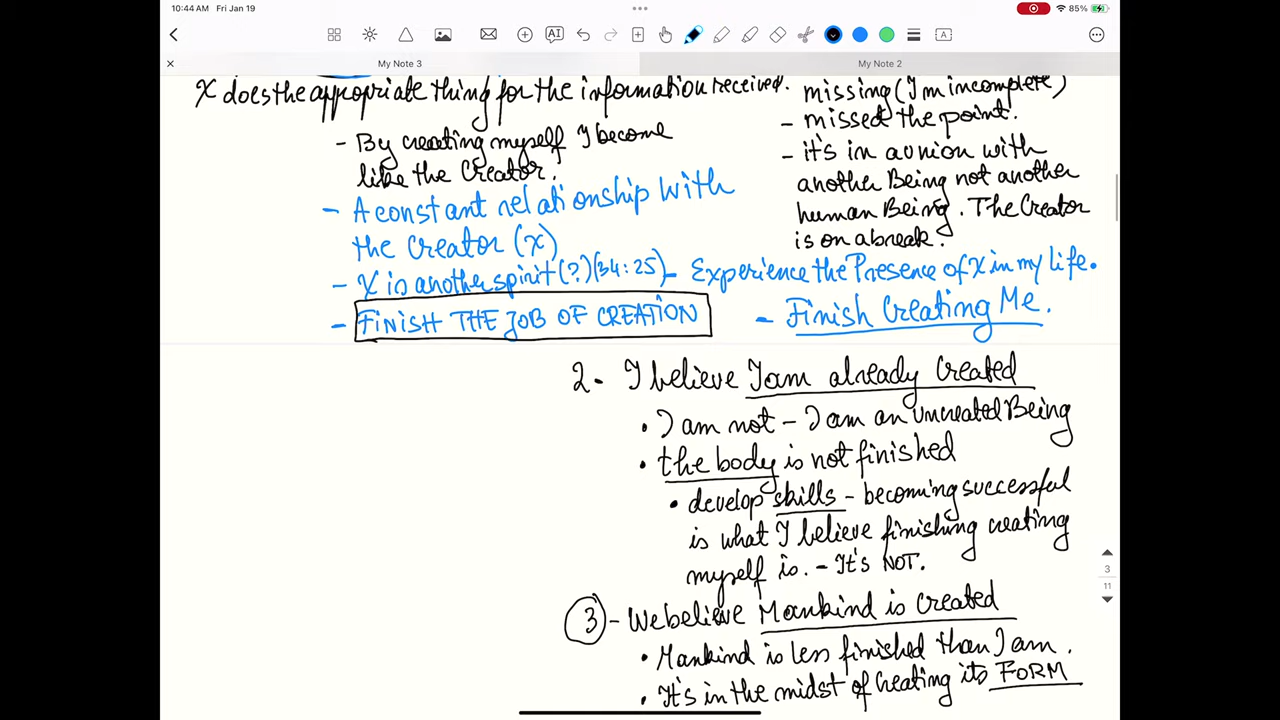 10:44 AM Fri Jan 19
85%
My Note 3
My Note 2
X does the appropriate thing for the information received.
- By creating myself I become
like the Creator.
- A constant relationship with
the Creator (x)
- X is another spirit (?) (34:25)
- FINISH THE JOB OF CREATION
missing (I'm incomplete)
- missed the point.
- it's in a union with
another Being not another
human Being. The Creator
is on a break.
- Experience the Presence of X in my life.
- Finish Creating Me.
2- I believe I am already Created
• I am not - I am an uncreated Being
• the body is not finished
• develop skills - becoming successful
is what I believe finishing creating
myself is. - It's NOT.
3 - We believe Mankind is Created
• Mankind is less finished than I am.
• It's in the midst of creating its FORM
3
11